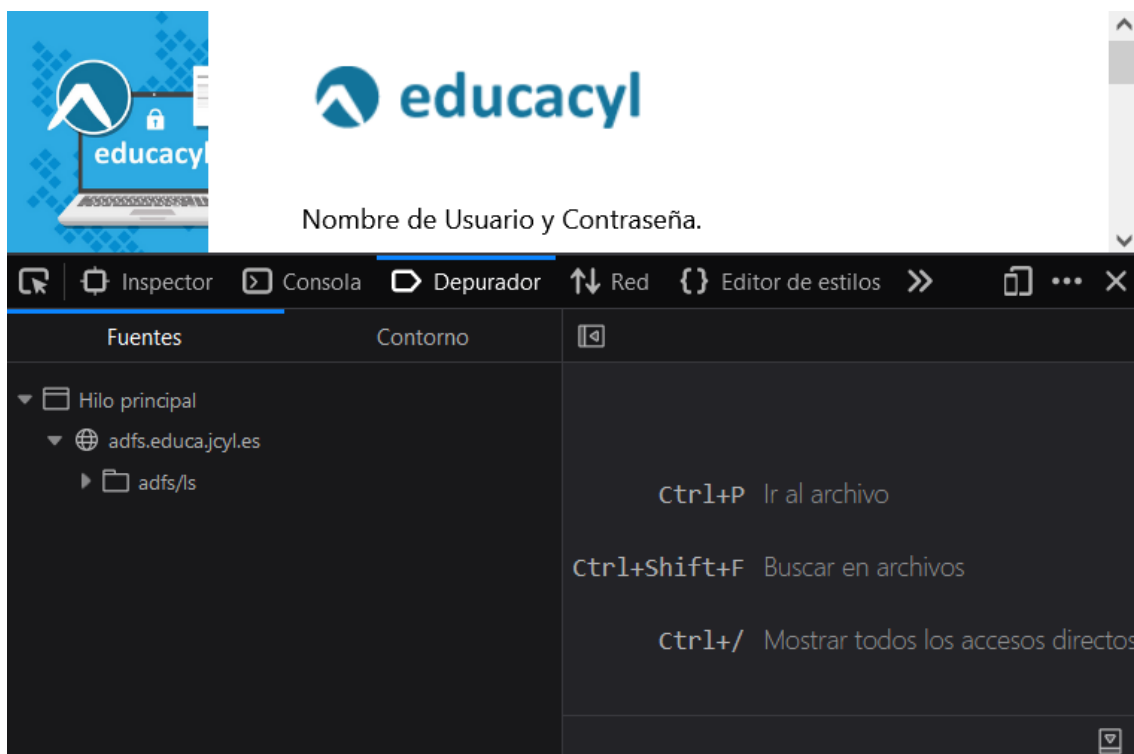 educacyl
educacyl
Nombre de Usuario y Contraseña.
Inspector Consola Depurador Red Editor de estilos
Fuentes Contorno
Hilo principal
adfs.educa.jcyl.es
adfs/ls
Ctrl+P Ir al archivo
Ctrl+Shift+F Buscar en archivos
Ctrl+/ Mostrar todos los accesos directos